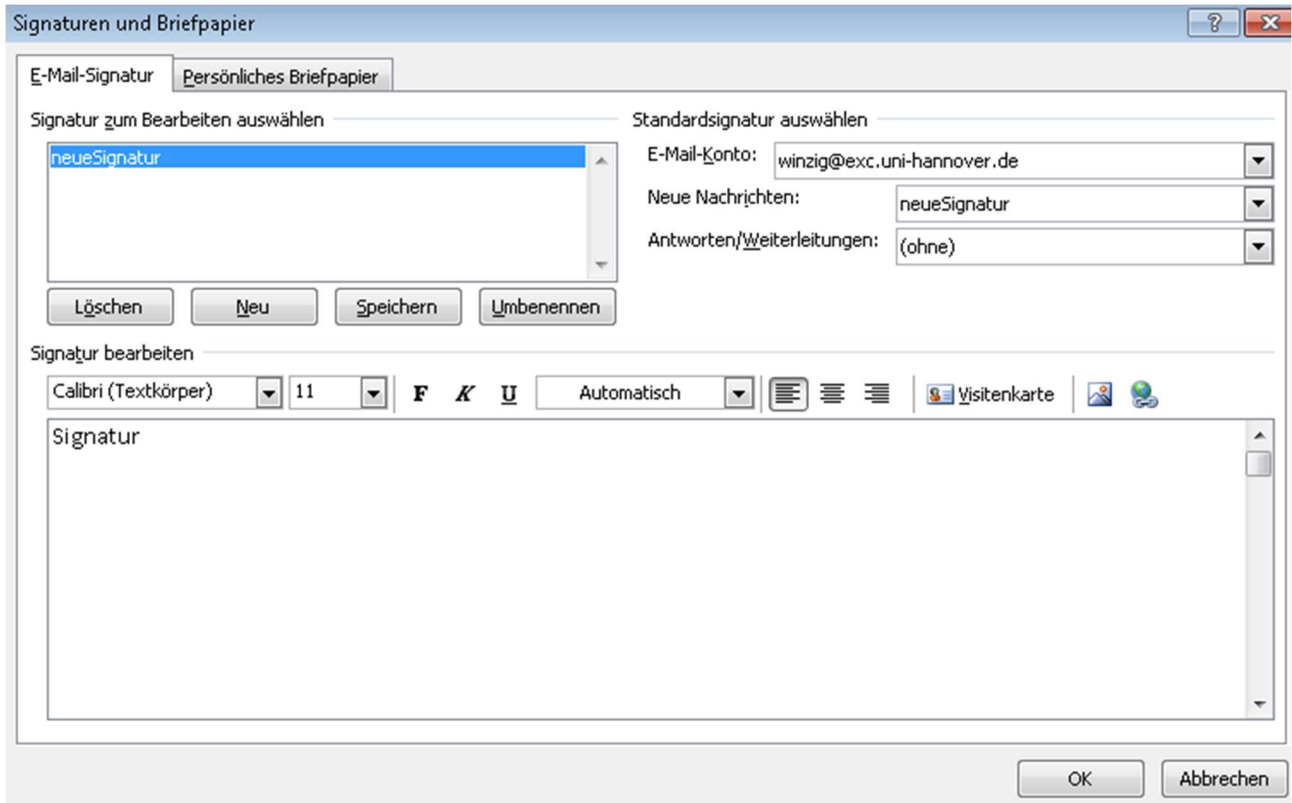 Signaturen und Briefpapier
E-Mail-Signatur Persönliches Briefpapier
Signatur zum Bearbeiten auswählen
neueSignatur
Löschen Neu Speichern Umbenennen
Standardsignatur auswählen
E-Mail-Konto: winzig@exc.uni-hannover.de
Neue Nachrichten: neueSignatur
Antworten/Weiterleitungen: (ohne)
Signatur bearbeiten
Calibri (Textkörper) 11 F K U Automatisch Visitenkarte
Signatur
OK Abbrechen